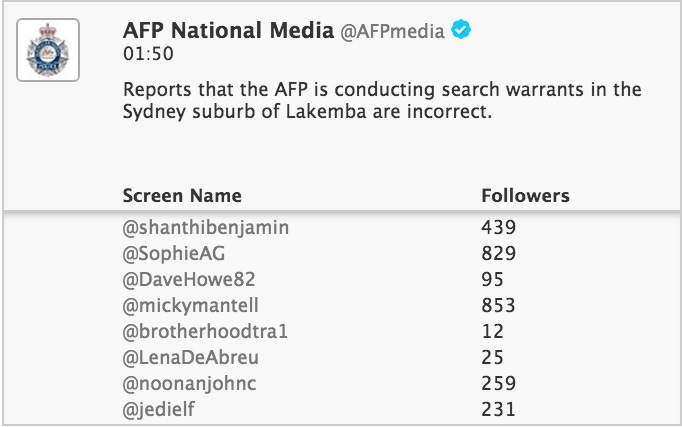 AFP National Media @AFPmedia
01:50
Reports that the AFP is conducting search warrants in the
Sydney suburb of Lakemba are incorrect.
Screen Name Followers
@shanthibenjamin 439
@SophieAG 829
@DaveHowe82 95
@mickymantell 853
@brotherhoodtra1 12
@LenaDeAbreu 25
@noonanjohnc 259
@jedielf 231